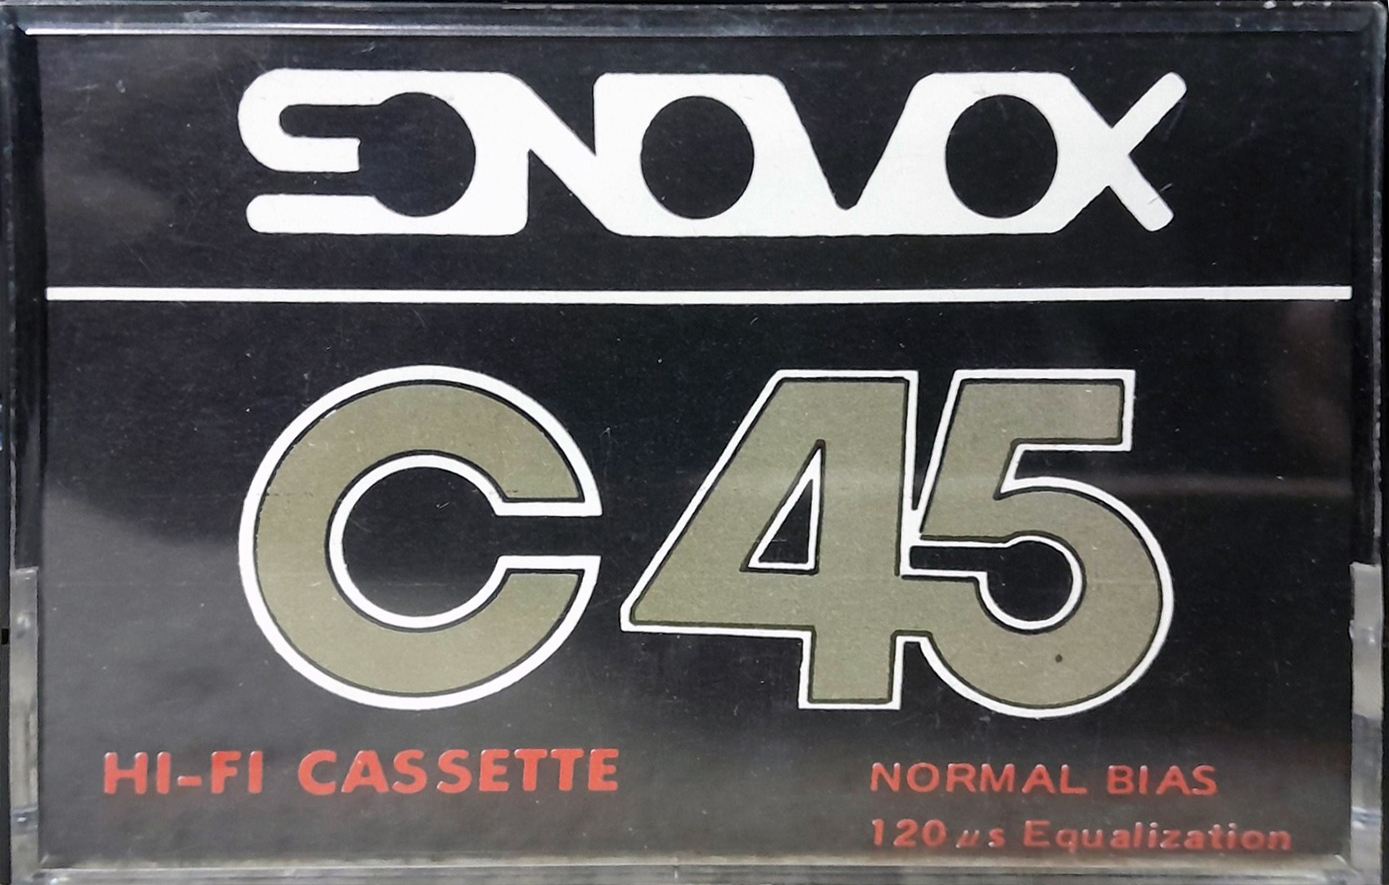 SONOVOX
C45
HI-FI CASSETTE
NORMAL BIAS
120 μs Equalization